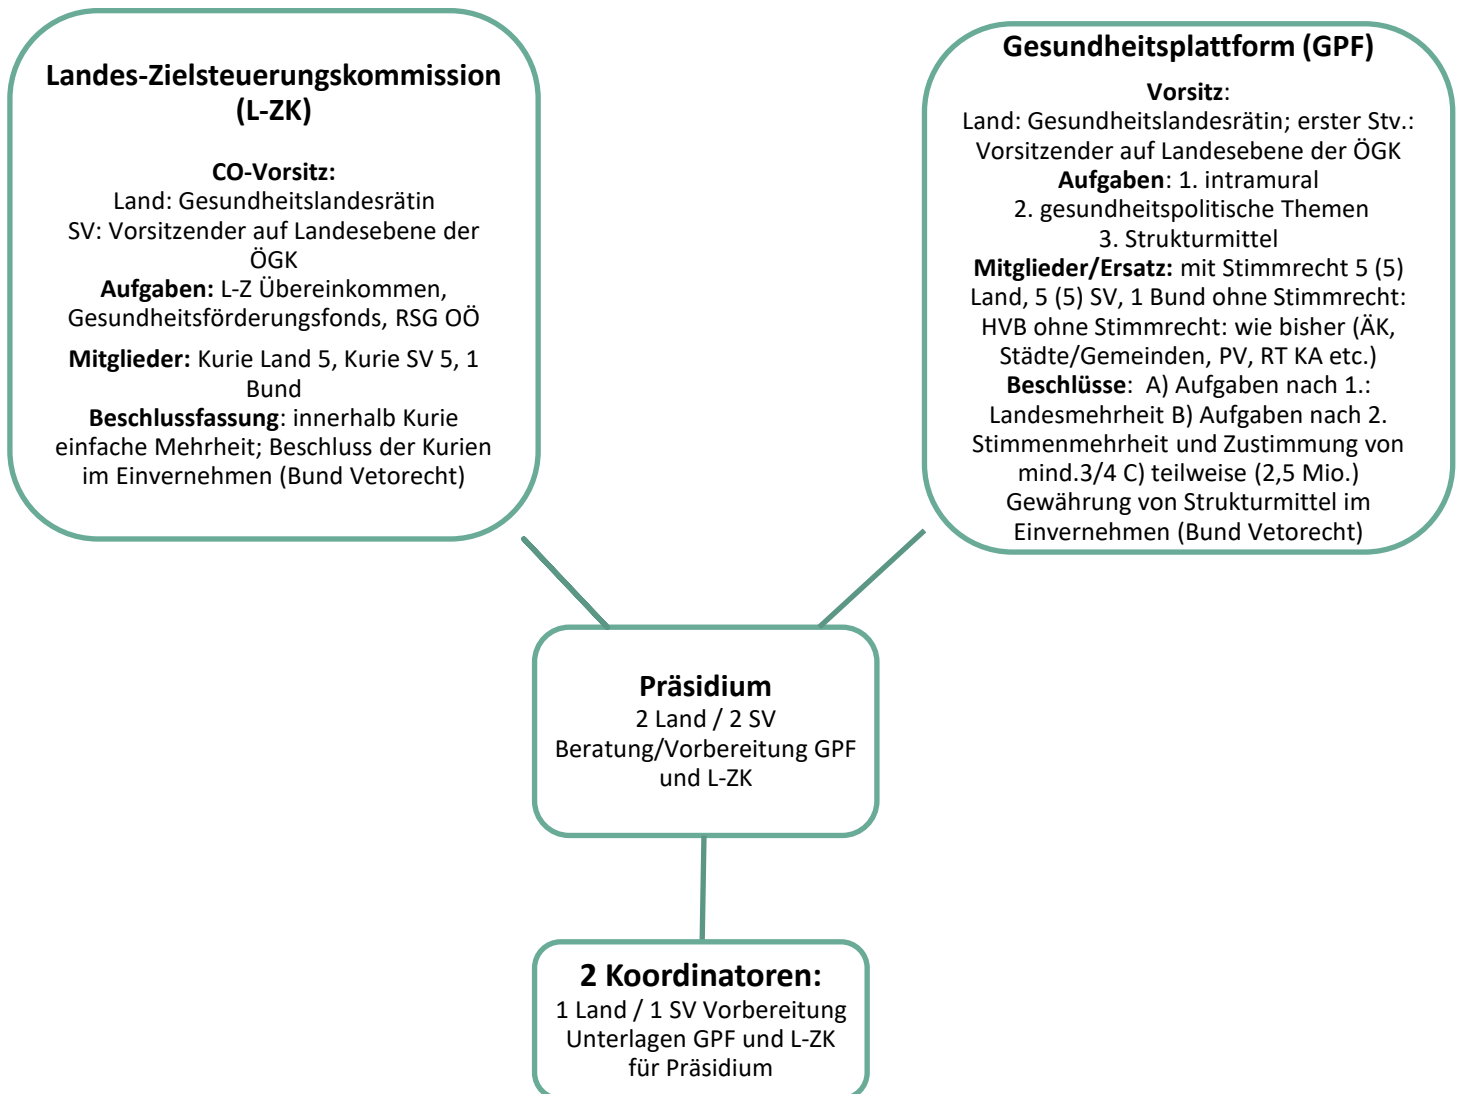 Landes-Zielsteuerungskommission
(L-ZK)
CO-Vorsitz:
Land: Gesundheitslandesrätin
SV: Vorsitzender auf Landesebene der
ÖGK
Aufgaben: L-Z Übereinkommen,
Gesundheitsförderungsfonds, RSG OÖ
Mitglieder: Kurie Land 5, Kurie SV 5, 1
Bund
Beschlussfassung: innerhalb Kurie
einfache Mehrheit; Beschluss der Kurien
im Einvernehmen (Bund Vetorecht)
Gesundheitsplattform (GPF)
Vorsitz:
Land: Gesundheitslandesrätin; erster Stv.:
Vorsitzender auf Landesebene der ÖGK
Aufgaben: 1. intramural
2. gesundheitspolitische Themen
3. Strukturmittel
Mitglieder/Ersatz: mit Stimmrecht 5 (5)
Land, 5 (5) SV, 1 Bund ohne Stimmrecht:
HVB ohne Stimmrecht: wie bisher (ÄK,
Städte/Gemeinden, PV, RT KA etc.)
Beschlüsse: A) Aufgaben nach 1.:
Landesmehrheit B) Aufgaben nach 2.
Stimmenmehrheit und Zustimmung von
mind.3/4 C) teilweise (2,5 Mio.)
Gewährung von Strukturmittel im
Einvernehmen (Bund Vetorecht)
Präsidium
2 Land / 2 SV
Beratung/Vorbereitung GPF
und L-ZK
2 Koordinatoren:
1 Land / 1 SV Vorbereitung
Unterlagen GPF und L-ZK
für Präsidium